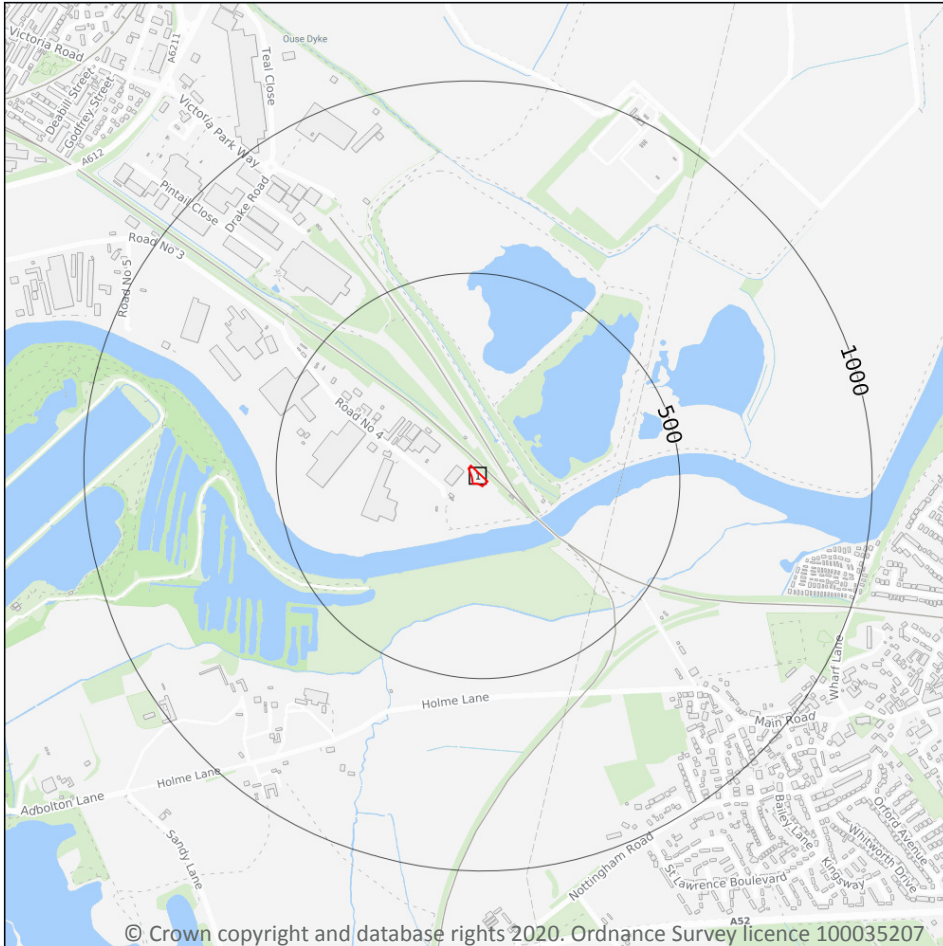 Victoria Road
A6211
Teal Close
Ouse Dyke
Deabill Street
Godfrey Street
Victoria Park Way
A612
Pintail Close
Drake Road
Road No 3
Road No 5
1000
500
Road No 4
1
Wharf Lane
Holme Lane
Main Road
Holme Lane
Adbolton Lane
Sandy Lane
Bailey Lane
Orford Avenue
Whitworth Drive
Kingsway
Nottingham Road
St Lawrence Boulevard
A52
© Crown copyright and database rights 2020. Ordnance Survey licence 100035207